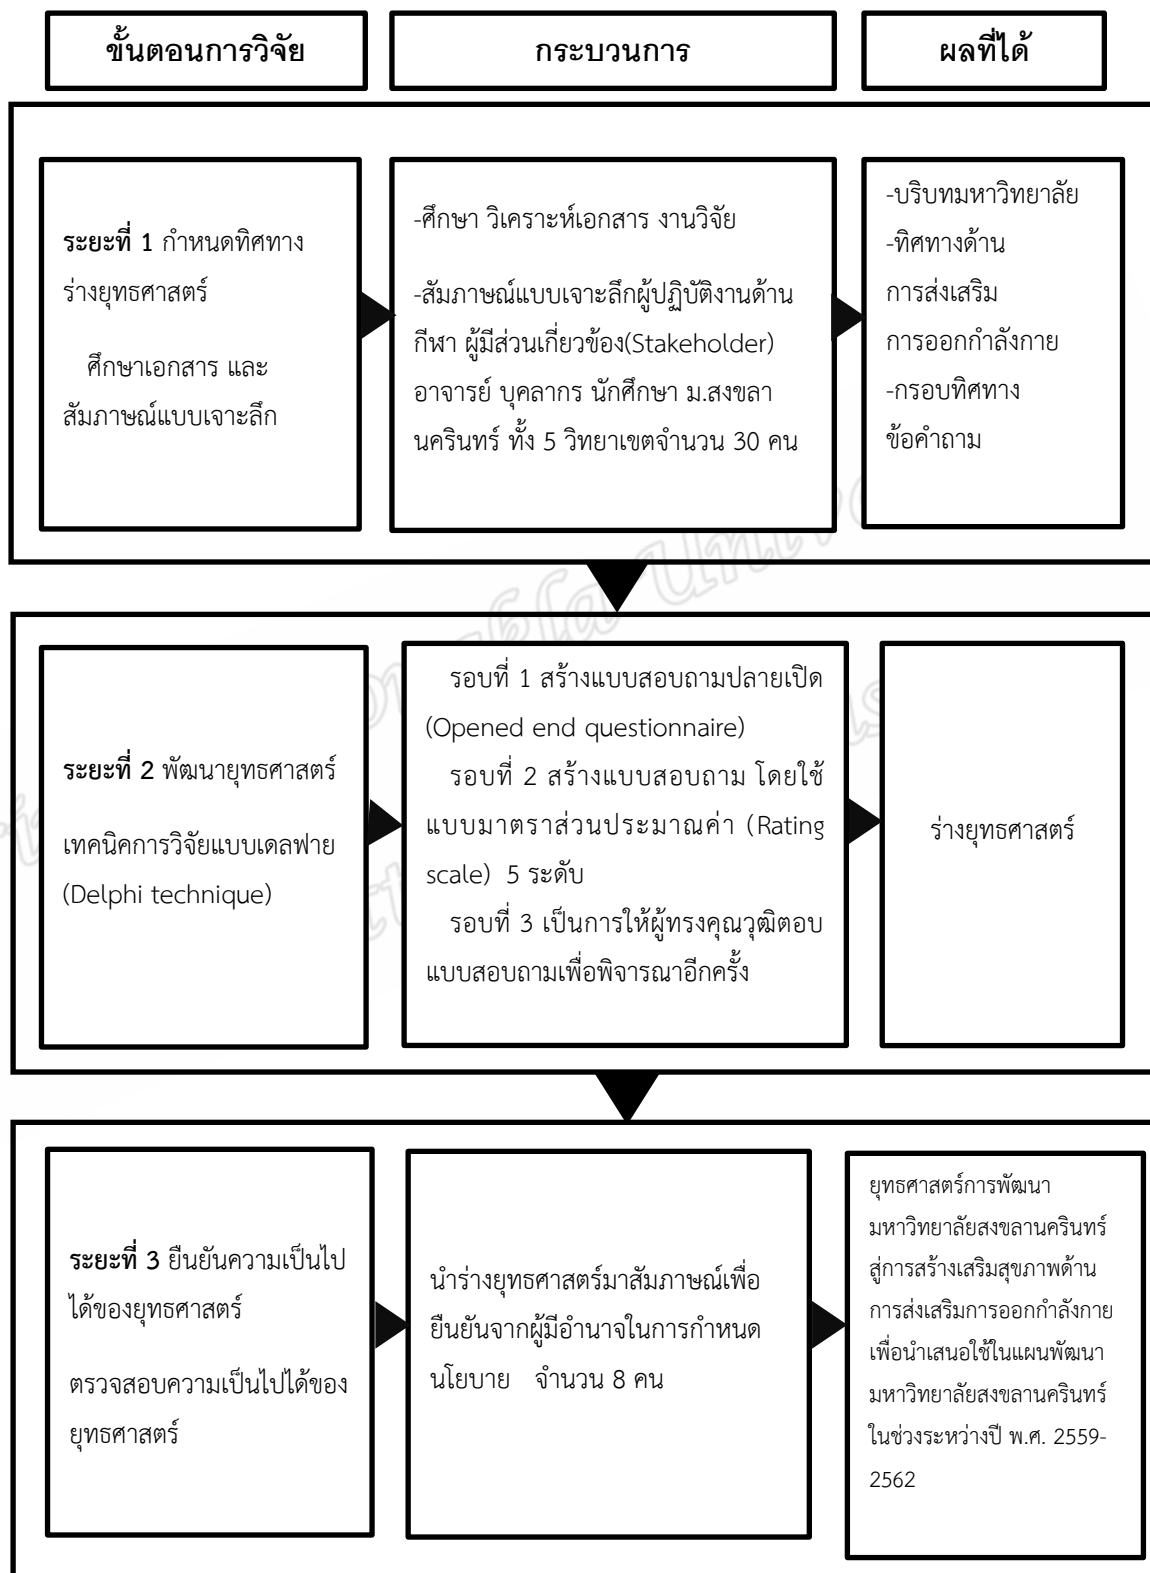 ขั้นตอนการวิจัย
กระบวนการ
ผลที่ได้
ระยะที่ 1 กำหนดทิศทาง
ร่างยุทธศาสตร์
ศึกษาเอกสาร และ
สัมภาษณ์แบบเจาะลึก
-ศึกษา วิเคราะห์เอกสาร งานวิจัย
-สัมภาษณ์แบบเจาะลึกผู้ปฏิบัติงานด้าน
กีฬา ผู้มีส่วนเกี่ยวข้อง(Stakeholder)
อาจารย์ บุคลากร นักศึกษา ม.สงขลา
นครินทร์ ทั้ง 5 วิทยาเขตจำนวน 30 คน
-บริบทมหาวิทยาลัย
-ทิศทางด้าน
การส่งเสริม
การออกกำลังกาย
-กรอบทิศทาง
ข้อคำถาม
ระยะที่ 2 พัฒนายุทธศาสตร์
เทคนิคการวิจัยแบบเดลฟาย
(Delphi technique)
รอบที่ 1 สร้างแบบสอบถามปลายเปิด
(Opened end questionnaire)
รอบที่ 2 สร้างแบบสอบถาม โดยใช้
แบบมาตราส่วนประมาณค่า (Rating
scale) 5 ระดับ
รอบที่ 3 เป็นการให้ผู้ทรงคุณวุฒิตอบ
แบบสอบถามเพื่อพิจารณาอีกครั้ง
ร่างยุทธศาสตร์
ระยะที่ 3 ยืนยันความเป็นไป
ได้ของยุทธศาสตร์
ตรวจสอบความเป็นไปได้ของ
ยุทธศาสตร์
นำร่างยุทธศาสตร์มาสัมภาษณ์เพื่อ
ยืนยันจากผู้มีอำนาจในการกำหนด
นโยบาย จำนวน 8 คน
ยุทธศาสตร์การพัฒนา
มหาวิทยาลัยสงขลานครินทร์
สู่การสร้างเสริมสุขภาพด้าน
การส่งเสริมการออกกำลังกาย
เพื่อนำเสนอใช้ในแผนพัฒนา
มหาวิทยาลัยสงขลานครินทร์
ในช่วงระหว่างปี พ.ศ. 2559-
2562